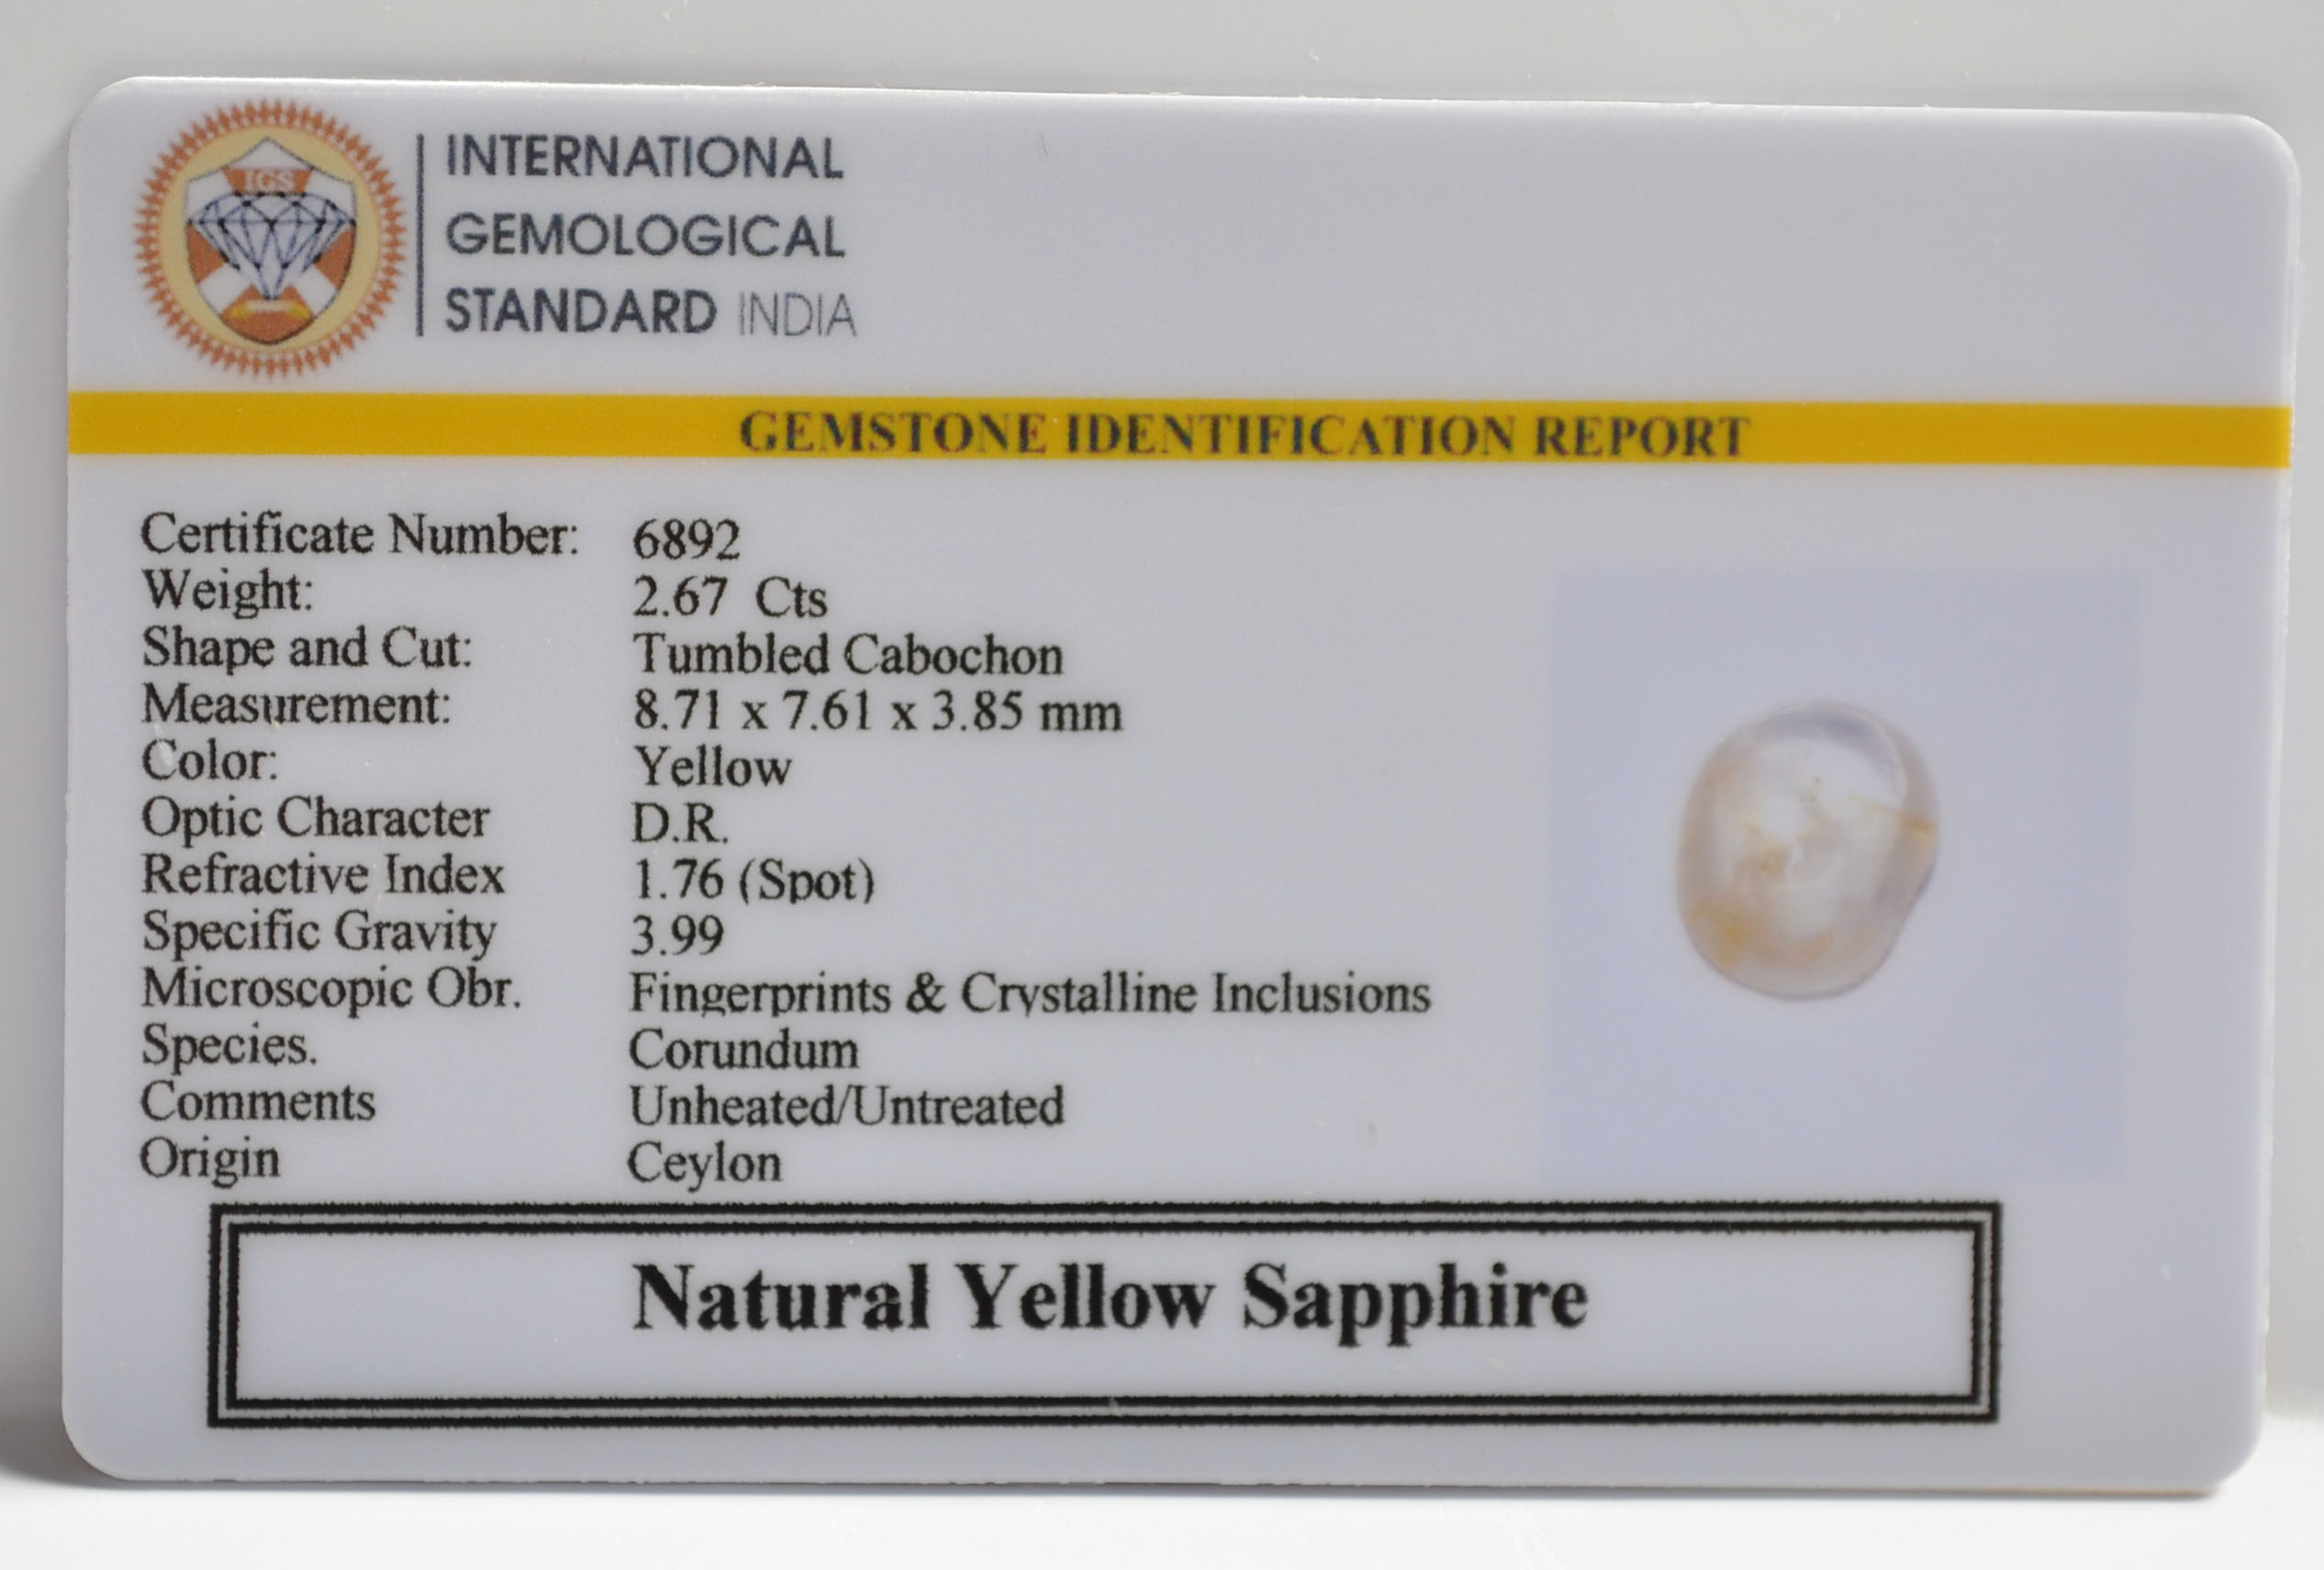 IGS
INTERNATIONAL
GEMOLOGICAL
STANDARD INDIA
GEMSTONE IDENTIFICATION REPORT
Certificate Number: 6892
Weight: 2.67 Cts
Shape and Cut: Tumbled Cabochon
Measurement: 8.71 x 7.61 x 3.85 mm
Color: Yellow
Optic Character D.R.
Refractive Index 1.76 (Spot)
Specific Gravity 3.99
Microscopic Obr. Fingerprints & Crystalline Inclusions
Species. Corundum
Comments Unheated/Untreated
Origin Ceylon
Natural Yellow Sapphire